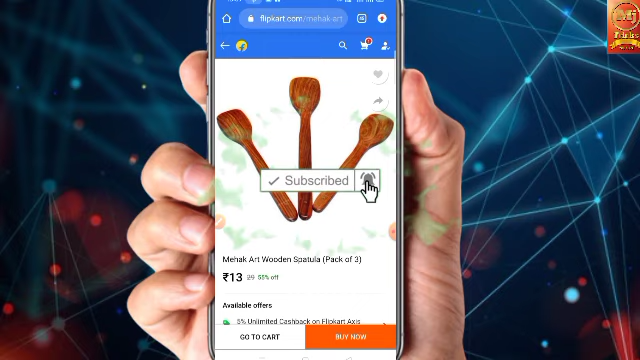 flipkart.com/mehak-art
Subscribed
Mehak Art Wooden Spatula (Pack of 3)
₹13 29 55% off
Available offers
5% Unlimited Cashback on Flipkart Axis
GO TO CART BUY NOW